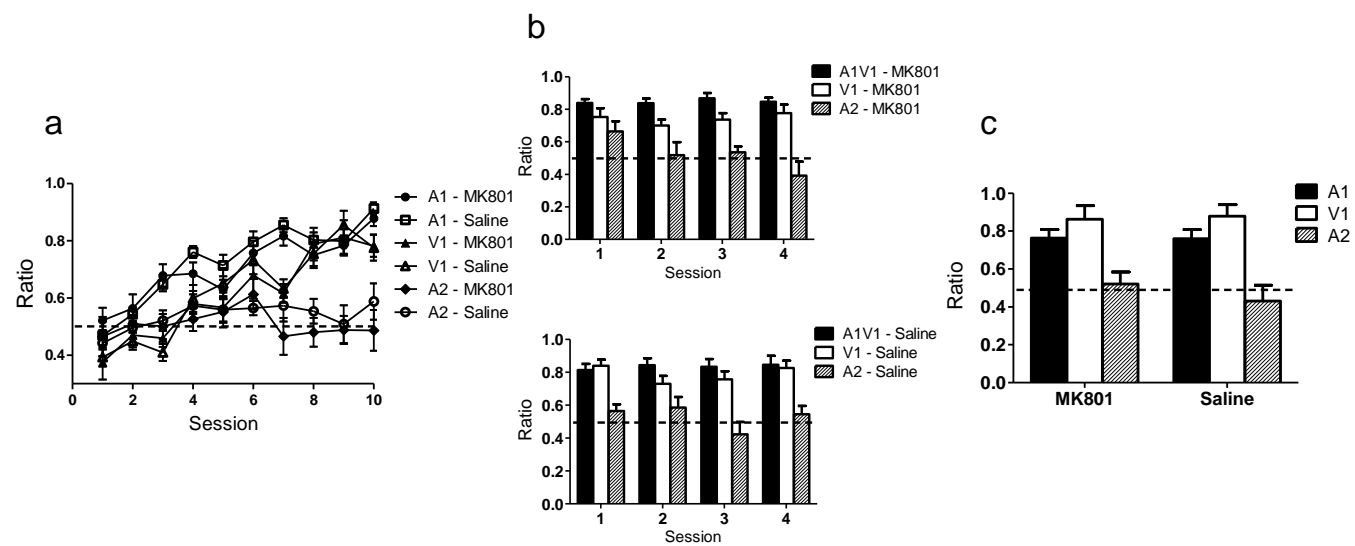 a
1.0
0.8
0.6
0.4
Ratio
0 2 4 6 8 10
Session
A1 - MK801
A1 - Saline
V1 - MK801
V1 - Saline
A2 - MK801
A2 - Saline
b
1.0
0.8
0.6
0.4
0.2
0.0
Ratio
1 2 3 4
Session
A1V1 - MK801
V1 - MK801
A2 - MK801
1.0
0.8
0.6
0.4
0.2
0.0
Ratio
1 2 3 4
Session
A1V1 - Saline
V1 - Saline
A2 - Saline
c
1.0
0.8
0.6
0.4
0.2
0.0
Ratio
MK801 Saline
A1
V1
A2